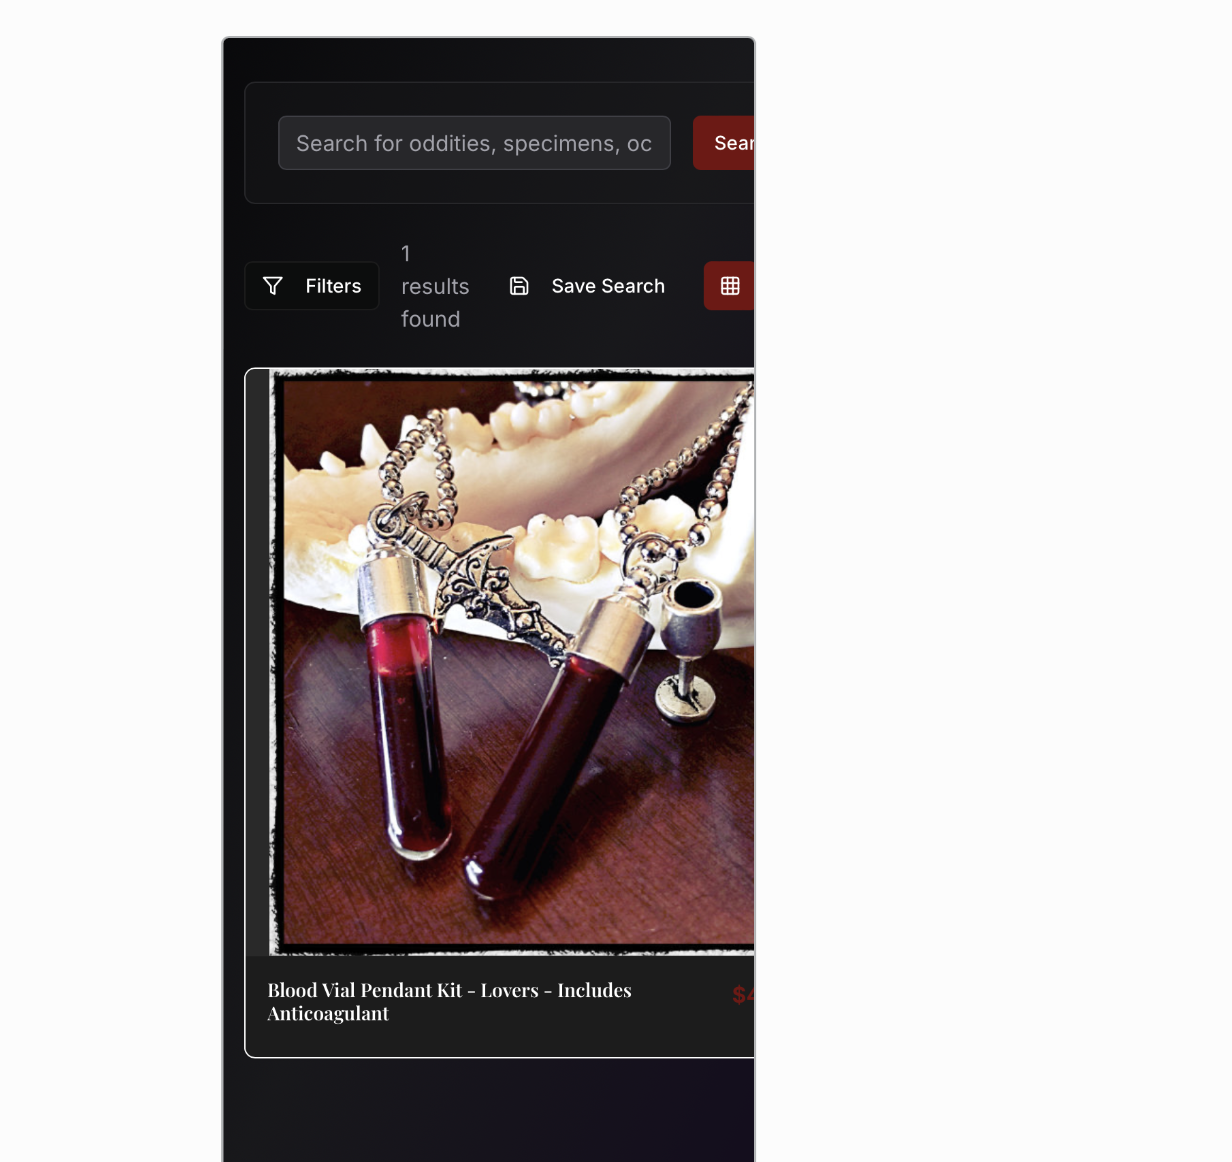 Search for oddities, specimens, oc
Sear
Filters
1
results
found
Save Search
Blood Vial Pendant Kit - Lovers - Includes
Anticoagulant
$4